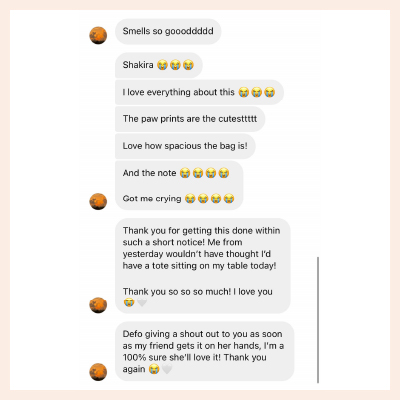 Smells so gooodddd
Shakira 😭😭😭
I love everything about this 😭😭😭
The paw prints are the cutesttttt
Love how spacious the bag is!
And the note 😭😭😭😭
Got me crying 😭😭😭😭
Thank you for getting this done within
such a short notice! Me from
yesterday wouldn't have thought I'd
have a tote sitting on my table today!
Thank you so so so much! I love you
😭🤍
Defo giving a shout out to you as soon
as my friend gets it on her hands, I'm a
100% sure she'll love it! Thank you
again 😭🤍